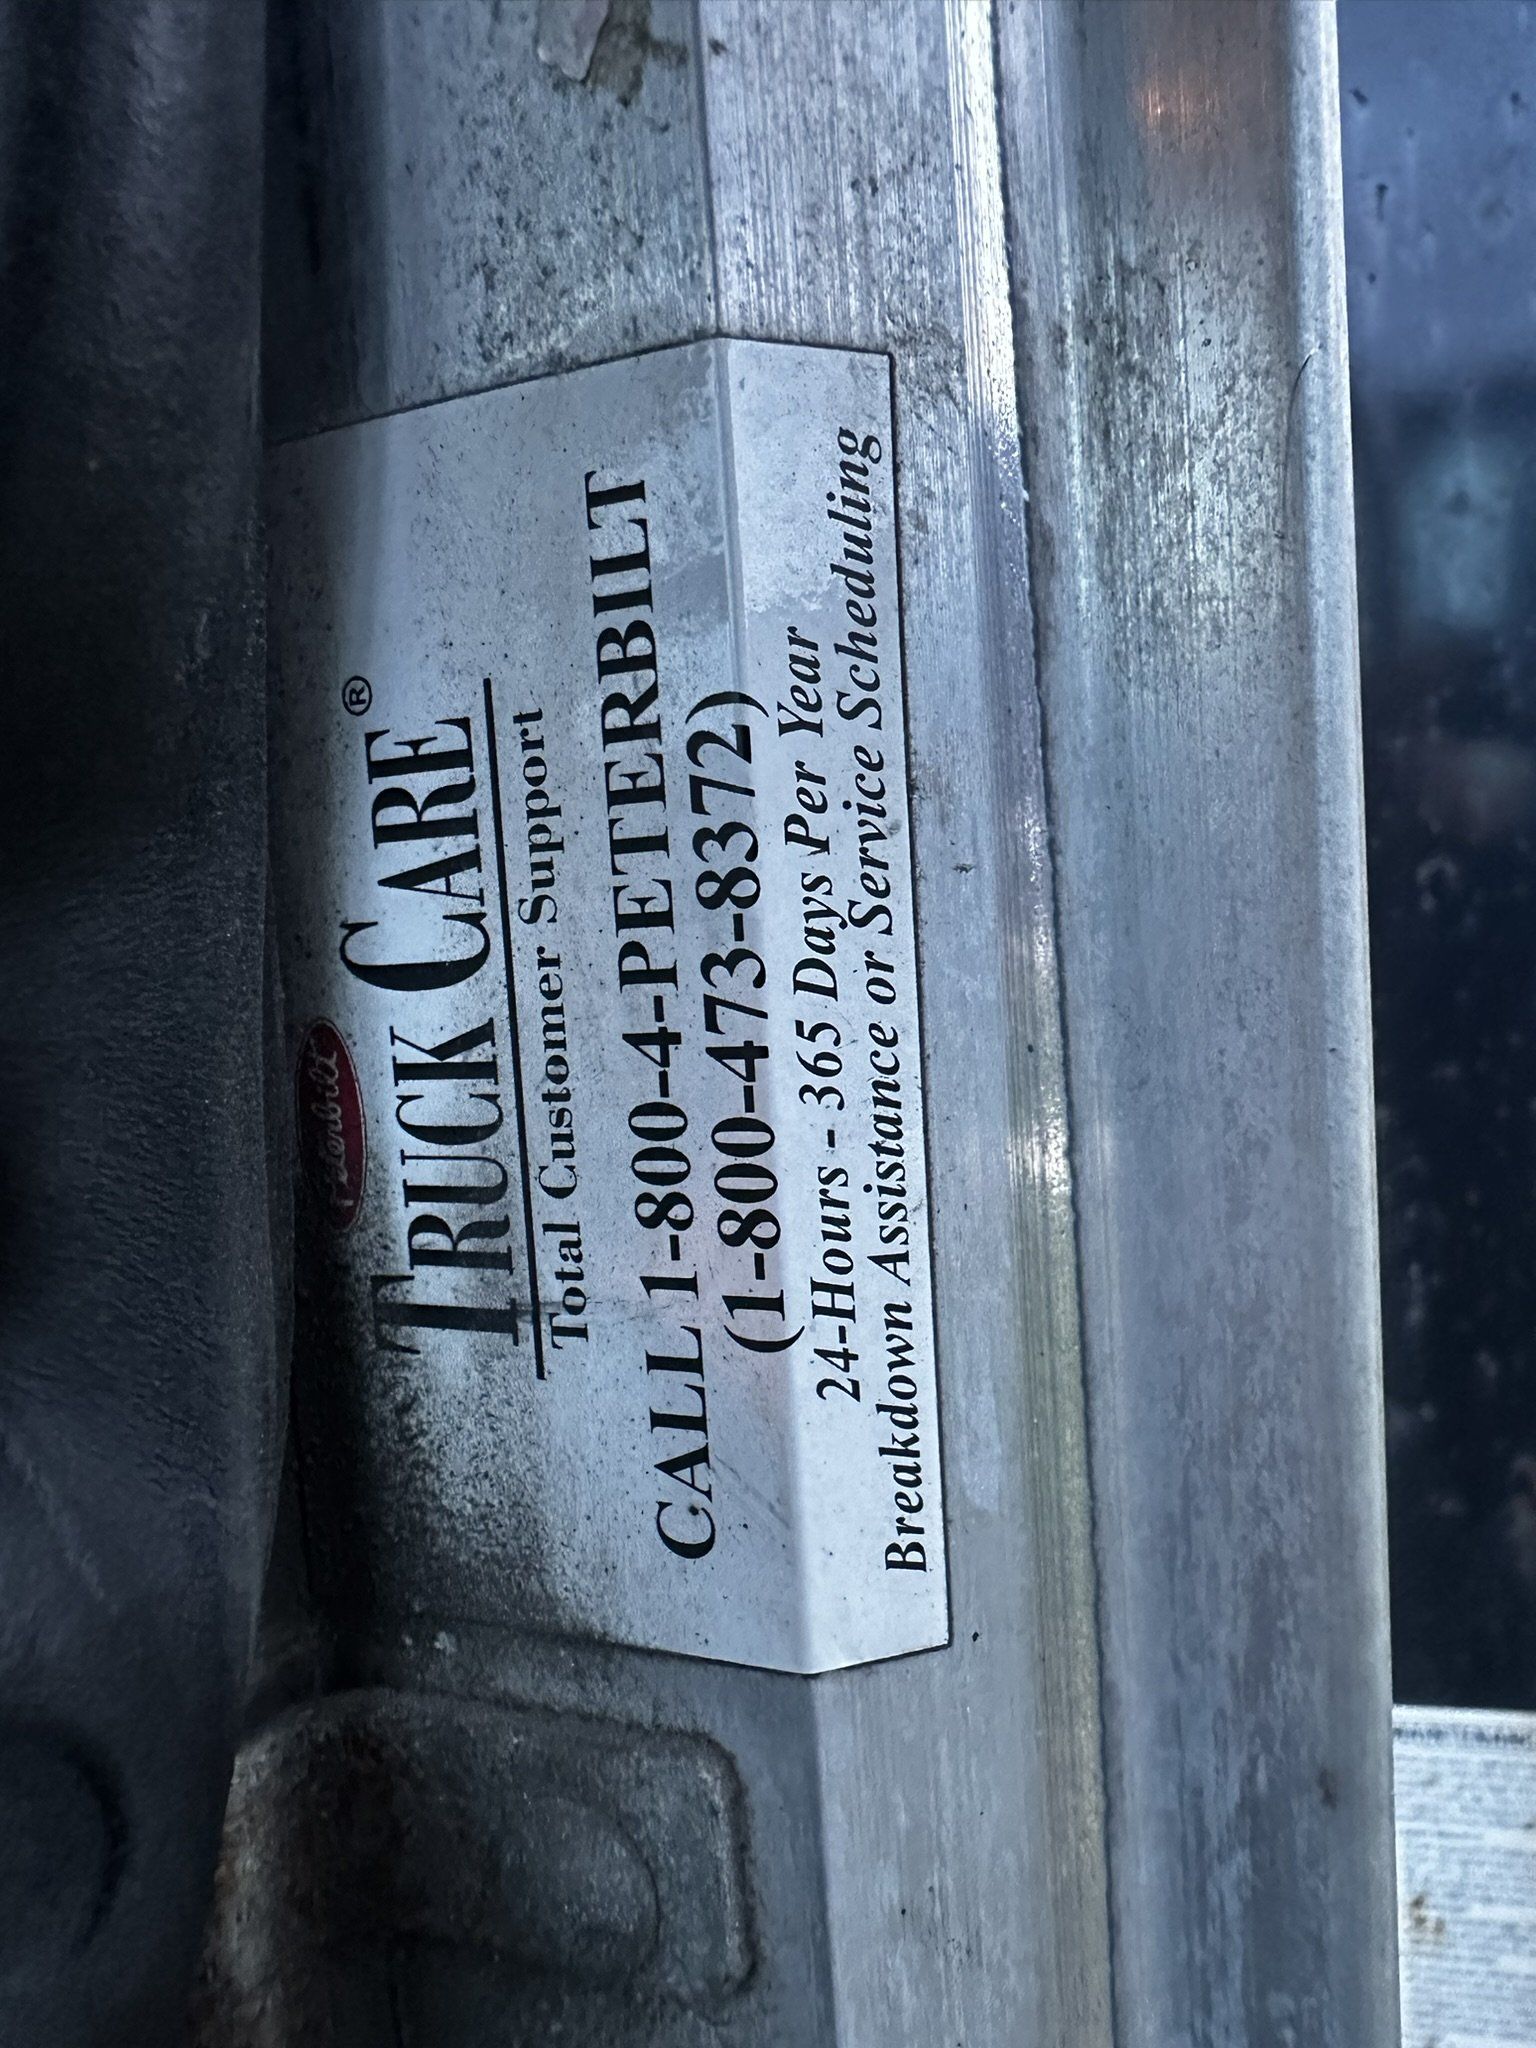 Peterbilt
TRUCK CARE®
Total Customer Support
CALL 1-800-4-PETERBILT
(1-800-473-8372)
24-Hours - 365 Days Per Year
Breakdown Assistance or Service Scheduling